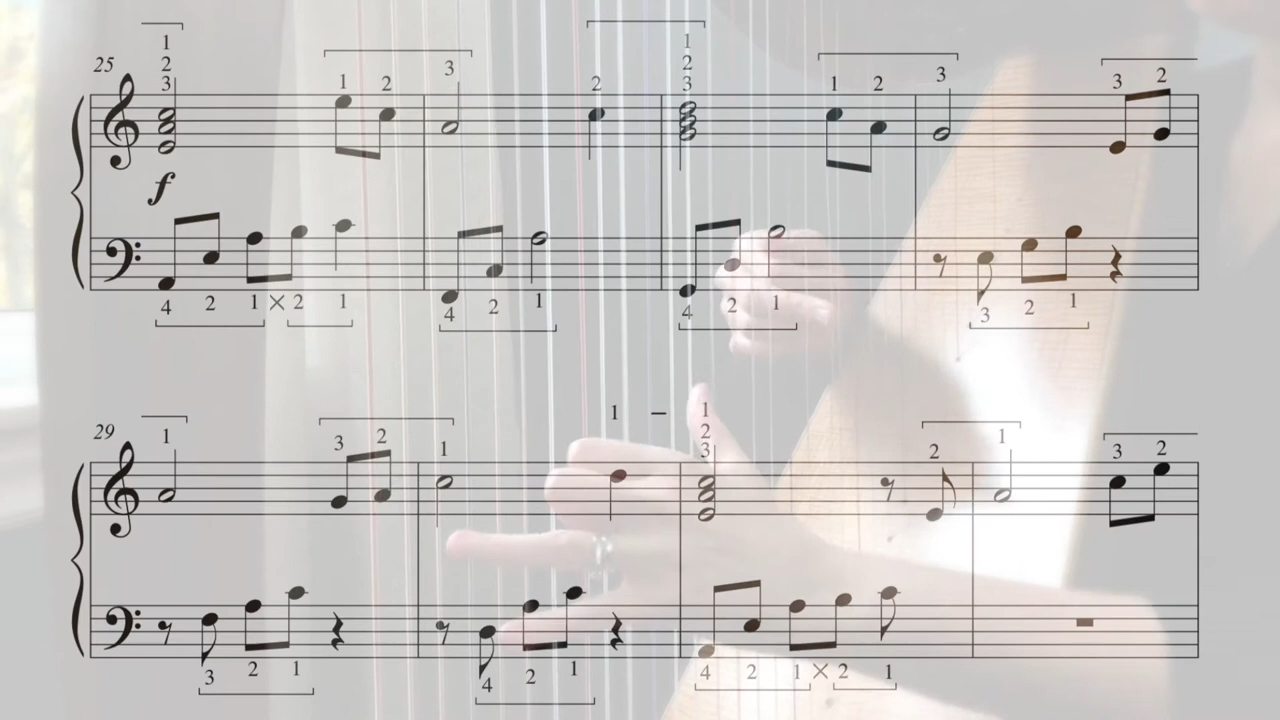 1
2
25 3 1 2 3 2 1
2
3 1 2 3 3 2
f
4 2 1 × 2 1 4 2 1 4 2 1 3 2 1
29 1 3 2 1 1 – 1
2
3 2 1 3 2
3 2 1 4 2 1 4 2 1 × 2 1